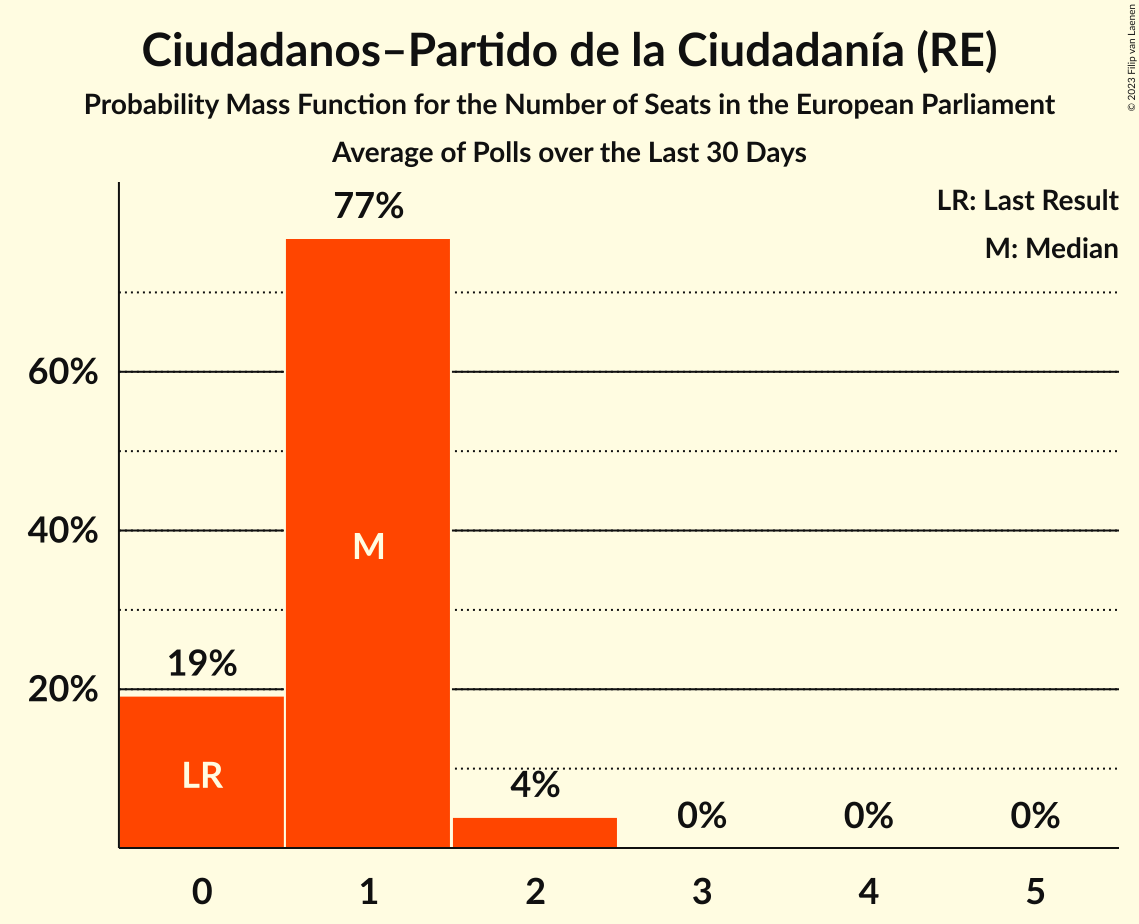 Ciudadanos–Partido de la Ciudadanía (RE)
Probability Mass Function for the Number of Seats in the European Parliament
Average of Polls over the Last 30 Days
© 2023 Filip van Laenen
LR: Last Result
M: Median
77%
60%
40%
20%
19%
4%
0%
0%
0%
M
LR
0
1
2
3
4
5